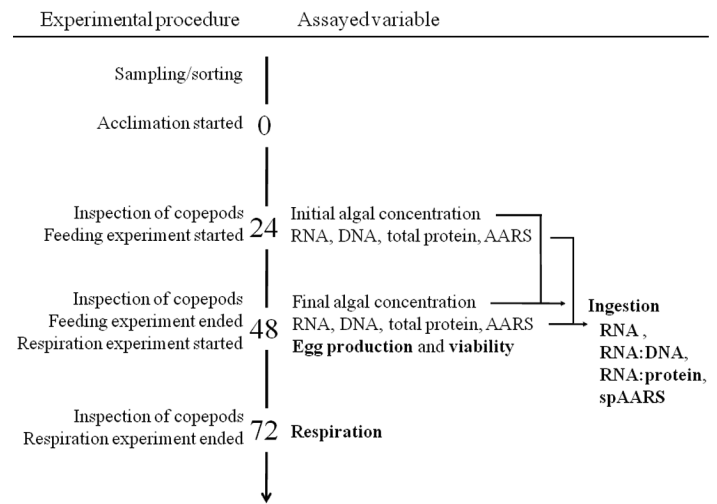 Experimental procedure
Assayed variable
Sampling/sorting
Acclimation started 0
Inspection of copepods
Feeding experiment started 24
Initial algal concentration
RNA, DNA, total protein, AARS
Inspection of copepods
Feeding experiment ended
Respiration experiment started 48
Final algal concentration
RNA, DNA, total protein, AARS
Egg production and viability
Ingestion
RNA ,
RNA:DNA,
RNA:protein,
spAARS
Inspection of copepods
Respiration experiment ended 72
Respiration